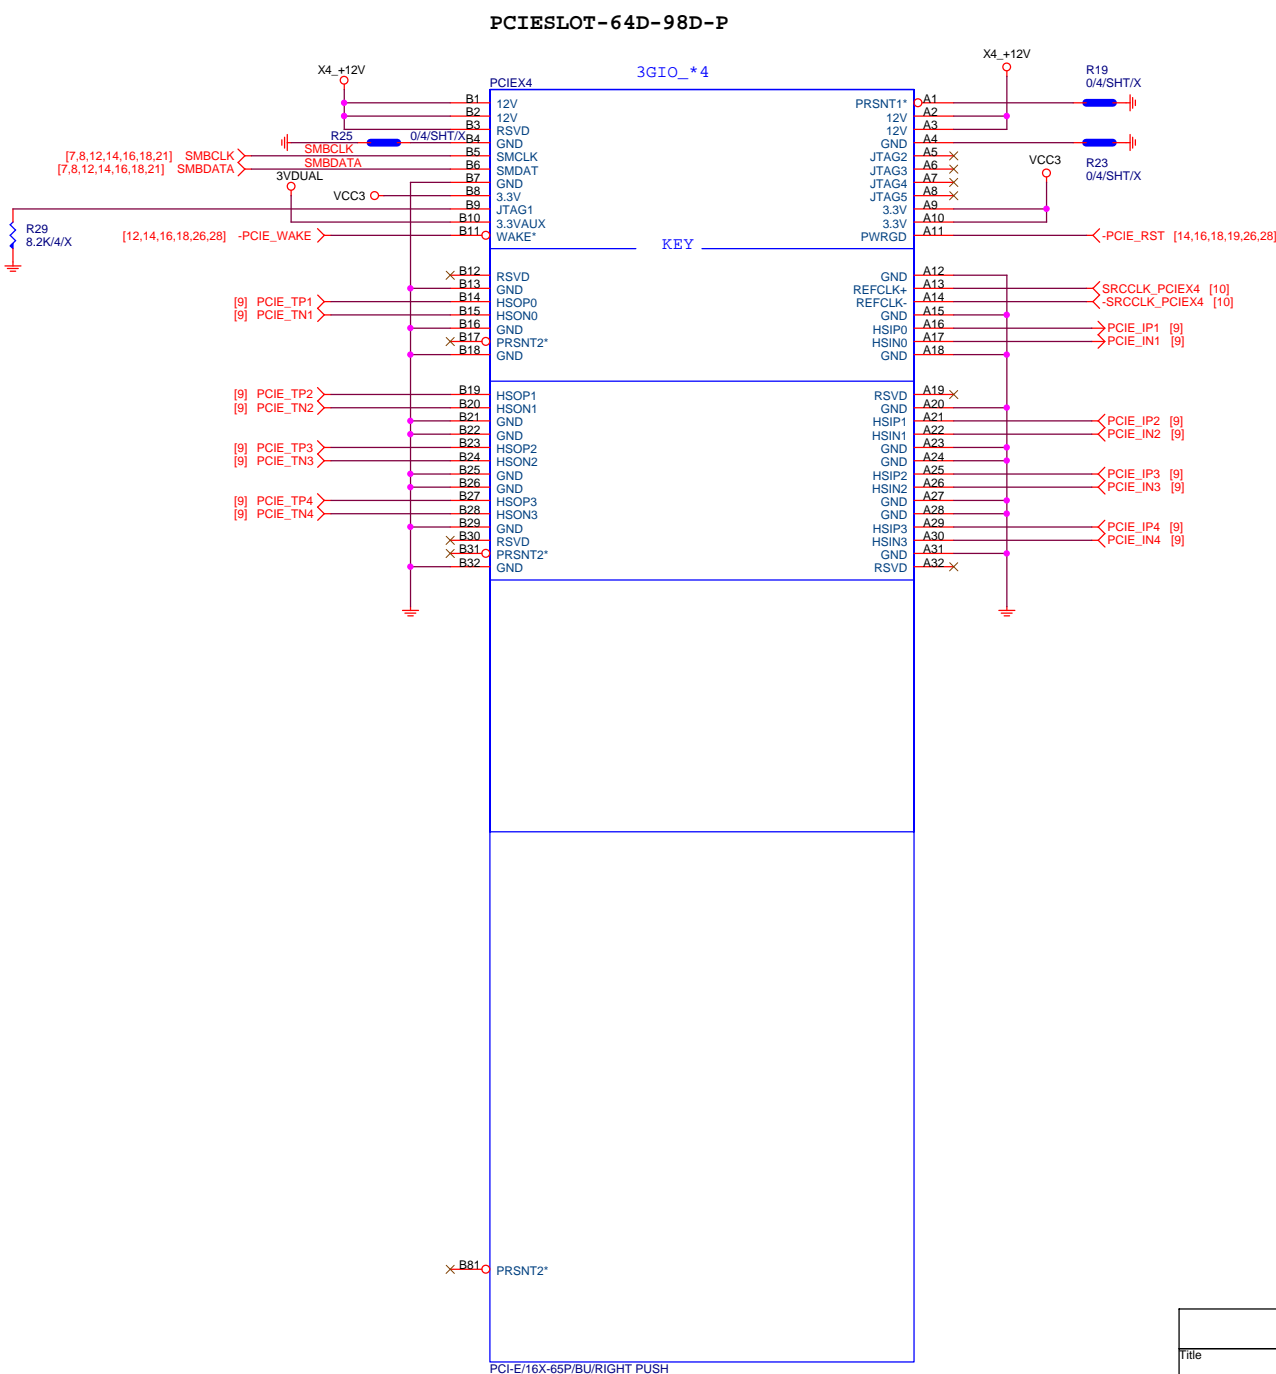 PCIESLOT-64D-98D-P
X4_+12V
3GIO_*4
X4_+12V
PCIEX4
R19
0/4/SHT/X
B1 12V
B2 12V
B3 RSVD
R25 0/4/SHT/X B4 GND
[7,8,12,14,16,18,21] SMBCLK SMBCLK B5 SMCLK
[7,8,12,14,16,18,21] SMBDATA SMBDATA B6 SMDAT
3VDUAL B7 GND
VCC3 B8 3.3V
B9 JTAG1
B10 3.3VAUX
[12,14,16,18,26,28] -PCIE_WAKE B11 WAKE*
R29
8.2K/4/X
PRSNT1* A1
12V A2
12V A3
GND A4
JTAG2 A5
JTAG3 A6
JTAG4 A7
JTAG5 A8
3.3V A9
3.3V A10
PWRGD A11 -PCIE_RST [14,16,18,19,26,28]
VCC3
R23
0/4/SHT/X
KEY
B12 RSVD
B13 GND
[9] PCIE_TP1 B14 HSOP0
[9] PCIE_TN1 B15 HSON0
B16 GND
B17 PRSNT2*
B18 GND
GND A12
REFCLK+ A13 SRCCLK_PCIEX4 [10]
REFCLK- A14 -SRCCLK_PCIEX4 [10]
GND A15
HSIP0 A16 PCIE_IP1 [9]
HSIN0 A17 PCIE_IN1 [9]
GND A18
[9] PCIE_TP2 B19 HSOP1
[9] PCIE_TN2 B20 HSON1
B21 GND
B22 GND
[9] PCIE_TP3 B23 HSOP2
[9] PCIE_TN3 B24 HSON2
B25 GND
B26 GND
[9] PCIE_TP4 B27 HSOP3
[9] PCIE_TN4 B28 HSON3
B29 GND
B30 RSVD
B31 PRSNT2*
B32 GND
RSVD A19
GND A20
HSIP1 A21 PCIE_IP2 [9]
HSIN1 A22 PCIE_IN2 [9]
GND A23
GND A24
HSIP2 A25 PCIE_IP3 [9]
HSIN2 A26 PCIE_IN3 [9]
GND A27
GND A28
HSIP3 A29 PCIE_IP4 [9]
HSIN3 A30 PCIE_IN4 [9]
GND A31
RSVD A32
B81 PRSNT2*
PCI-E/16X-65P/BU/RIGHT PUSH
Title